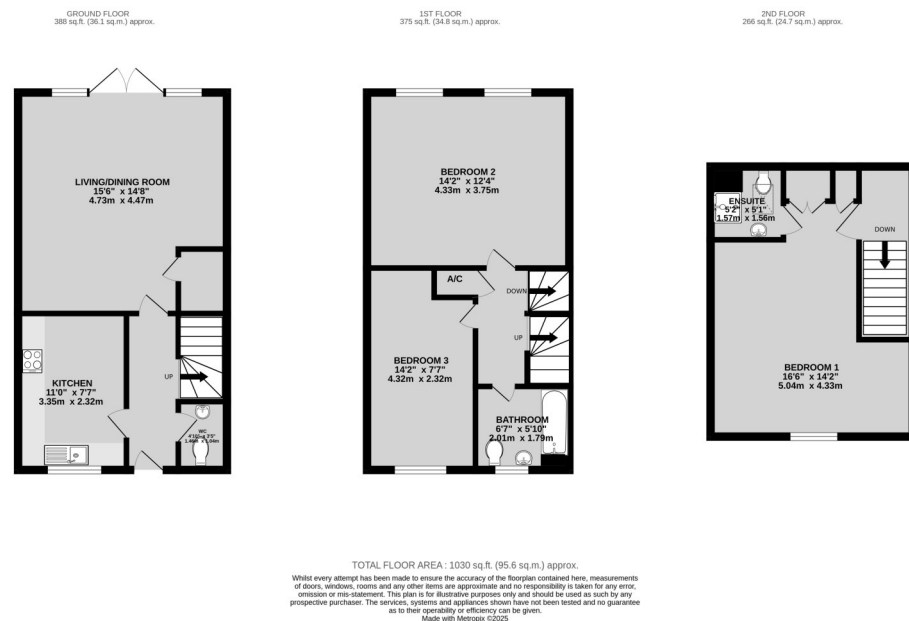 GROUND FLOOR
388 sq.ft. (36.1 sq.m.) approx.
LIVING/DINING ROOM
15'6" x 14'8"
4.73m x 4.47m
KITCHEN
11'0" x 7'7"
3.35m x 2.32m
UP
WC
1ST FLOOR
375 sq.ft. (34.8 sq.m.) approx.
BEDROOM 2
14'2" x 12'4"
4.33m x 3.75m
A/C
DOWN
UP
BEDROOM 3
14'2" x 7'7"
4.32m x 2.32m
BATHROOM
6'7" x 5'10"
2.01m x 1.79m
2ND FLOOR
266 sq.ft. (24.7 sq.m.) approx.
ENSUITE
5'2" x 5'1"
1.57m x 1.56m
DOWN
BEDROOM 1
16'6" x 14'2"
5.04m x 4.33m
TOTAL FLOOR AREA : 1030 sq.ft. (95.6 sq.m.) approx.
Whilst every attempt has been made to ensure the accuracy of the floorplan contained here, measurements
of doors, windows, rooms and any other items are approximate and no responsibility is taken for any error,
omission or mis-statement. This plan is for illustrative purposes only and should be used as such by any
prospective purchaser. The services, systems and appliances shown have not been tested and no guarantee
as to their operability or efficiency can be given.
Made with Metropix ©2025